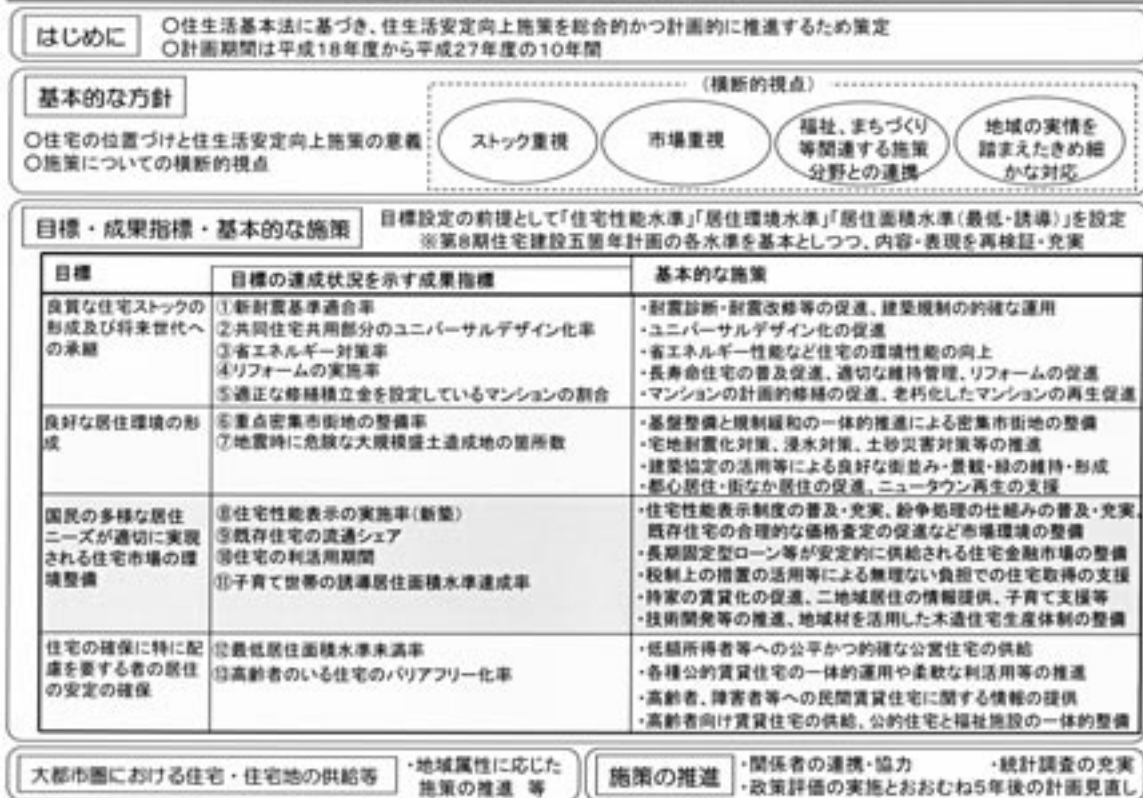 はじめに
○住生活基本法に基づき、住生活安定向上施策を総合的かつ計画的に推進するため策定
○計画期間は平成18年度から平成27年度の10年間
基本的な方針
○住宅の位置づけと住生活安定向上施策の意義
○施策についての横断的視点
(横断的視点)
ストック重視
市場重視
福祉、まちづくり
等関連する施策
分野との連携
地域の実情を
踏まえたきめ細
かな対応
目標・成果指標・基本的な施策
目標設定の前提として「住宅性能水準」「居住環境水準」「居住面積水準(最低・誘導)」を設定
※第8期住宅建設五箇年計画の各水準を基本としつつ、内容・表現を再検証・充実
目標
目標の達成状況を示す成果指標
基本的な施策
良質な住宅ストックの
形成及び将来世代へ
の承継
①新耐震基準適合率
②共同住宅共用部分のユニバーサルデザイン化率
③省エネルギー対策率
④リフォームの実施率
⑤適正な修繕積立金を設定しているマンションの割合
・耐震診断・耐震改修等の促進、建築規制の的確な運用
・ユニバーサルデザイン化の促進
・省エネルギー性能など住宅の環境性能の向上
・長寿命住宅の普及促進、適切な維持管理、リフォームの促進
・マンションの計画的修繕の促進、老朽化したマンションの再生促進
良好な居住環境の形
成
⑥重点密集市街地の整備率
⑦地震時に危険な大規模盛土造成地の箇所数
・基盤整備と規制緩和の一体的推進による密集市街地の整備
・宅地耐震化対策、浸水対策、土砂災害対策等の推進
・建築協定の活用等による良好な街並み・景観・緑の維持・形成
・都心居住・街なか居住の促進、ニュータウン再生の支援
国民の多様な居住
ニーズが適切に実現
される住宅市場の環
境整備
⑧住宅性能表示の実施率(新築)
⑨既存住宅の流通シェア
⑩住宅の利活用期間
⑪子育て世帯の誘導居住面積水準達成率
・住宅性能表示制度の普及・充実、紛争処理の仕組みの普及・充実
既存住宅の合理的な価格査定の促進など市場環境の整備
・長期固定型ローン等が安定的に供給される住宅金融市場の整備
・税制上の措置の活用等による無理ない負担での住宅取得の支援
・持家の賃貸化の促進、二地域居住の情報提供、子育て支援等
・技術開発等の推進、地域材を活用した木造住宅生産体制の整備
住宅の確保に特に配
慮を要する者の居住
の安定の確保
⑫最低居住面積水準未満率
⑬高齢者のいる住宅のバリアフリー化率
・低額所得者等への公平かつ的確な公営住宅の供給
・各種公的賃貸住宅の一体的運用や柔軟な利活用等の推進
・高齢者、障害者等への民間賃貸住宅に関する情報の提供
・高齢者向け賃貸住宅の供給、公的住宅と福祉施設の一体的整備
大都市圏における住宅・住宅地の供給等
・地域属性に応じた
施策の推進 等
施策の推進
・関係者の連携・協力 ・統計調査の充実
・政策評価の実施とおおむね5年後の計画見直し